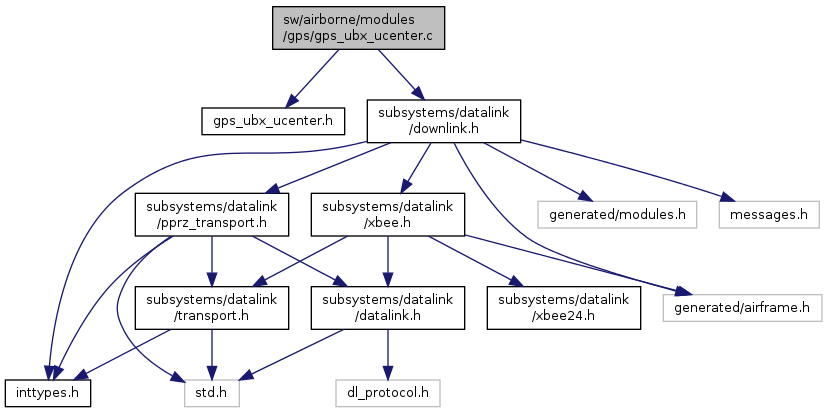 sw/airborne/modules
/gps/gps_ubx_ucenter.c
gps_ubx_ucenter.h
subsystems/datalink
/downlink.h
subsystems/datalink
/pprz_transport.h
subsystems/datalink
/xbee.h
generated/modules.h
messages.h
subsystems/datalink
/transport.h
subsystems/datalink
/datalink.h
subsystems/datalink
/xbee24.h
generated/airframe.h
inttypes.h
std.h
dl_protocol.h